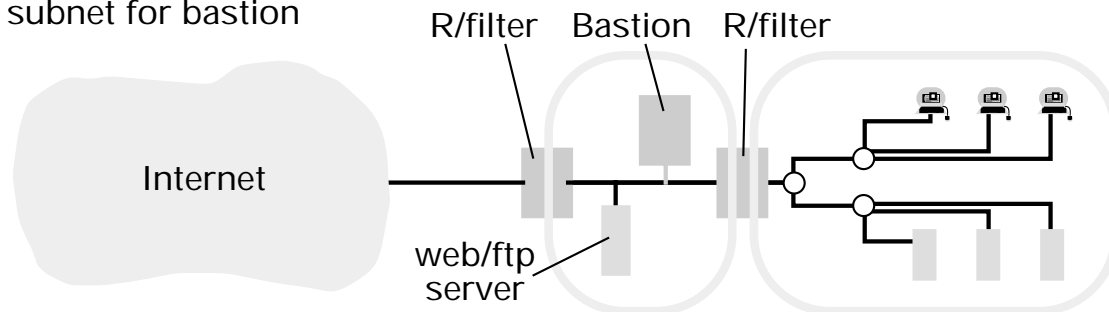 subnet for bastion
R/filter Bastion R/filter
Internet
web/ftp
server